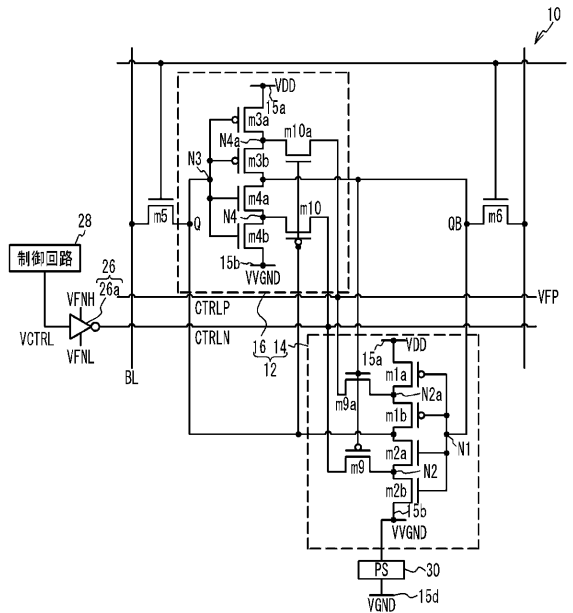 10
VDD
15a
m3a
N4a
m10a
m3b
N3
m4a
m10
N4
m4b
m5
Q
QB
m6
15b
VVGND
28
制御回路
26
26a
VFNH
VCTRL
VFNL
CTRLP
VFP
CTRLN
BL
16
14
12
15a
VDD
m1a
N2a
m9a
m1b
m2a
N1
m9
N2
m2b
15b
VVGND
PS
30
VGND
15d